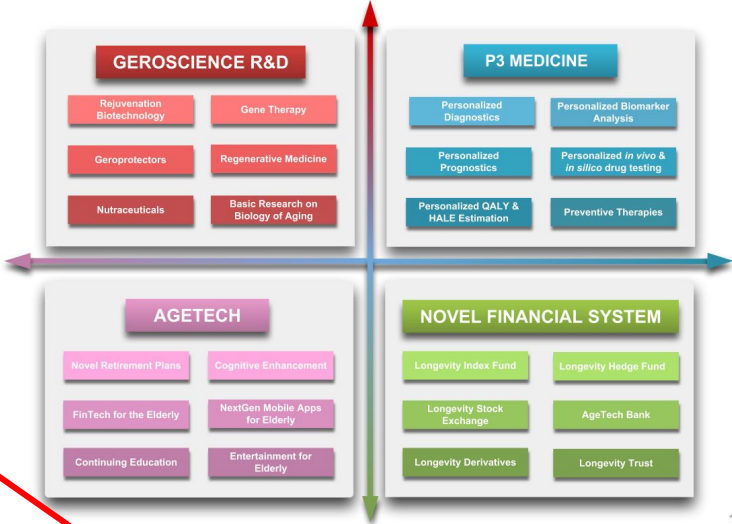 GEROSCIENCE R&D
Rejuvenation
Biotechnology
Gene Therapy
Geroprotectors
Regenerative Medicine
Nutraceuticals
Basic Research on
Biology of Aging
P3 MEDICINE
Personalized
Diagnostics
Personalized Biomarker
Analysis
Personalized
Prognostics
Personalized in vivo &
in silico drug testing
Personalized QALY &
HALE Estimation
Preventive Therapies
AGETECH
Novel Retirement Plans
Cognitive Enhancement
FinTech for the Elderly
NextGen Mobile Apps
for Elderly
Continuing Education
Entertainment for
Elderly
NOVEL FINANCIAL SYSTEM
Longevity Index Fund
Longevity Hedge Fund
Longevity Stock
Exchange
AgeTech Bank
Longevity Derivatives
Longevity Trust